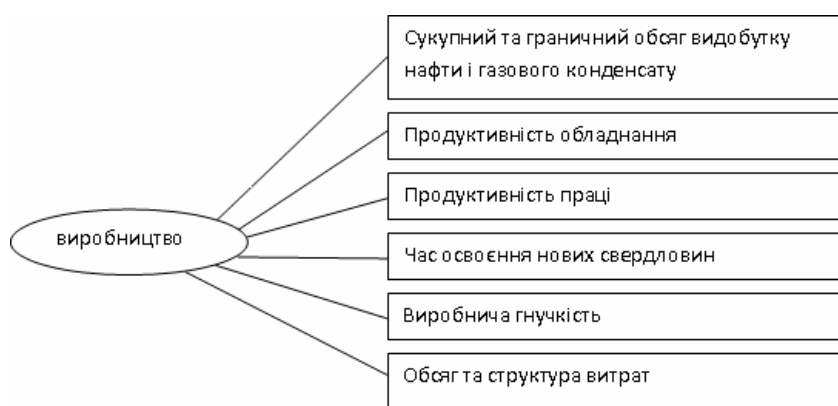 Сукупний та граничний обсяг видобутку
нафти і газового конденсату
Продуктивність обладнання
Продуктивність праці
виробництво
Час освоєння нових свердловин
Виробнича гнучкість
Обсяг та структура витрат